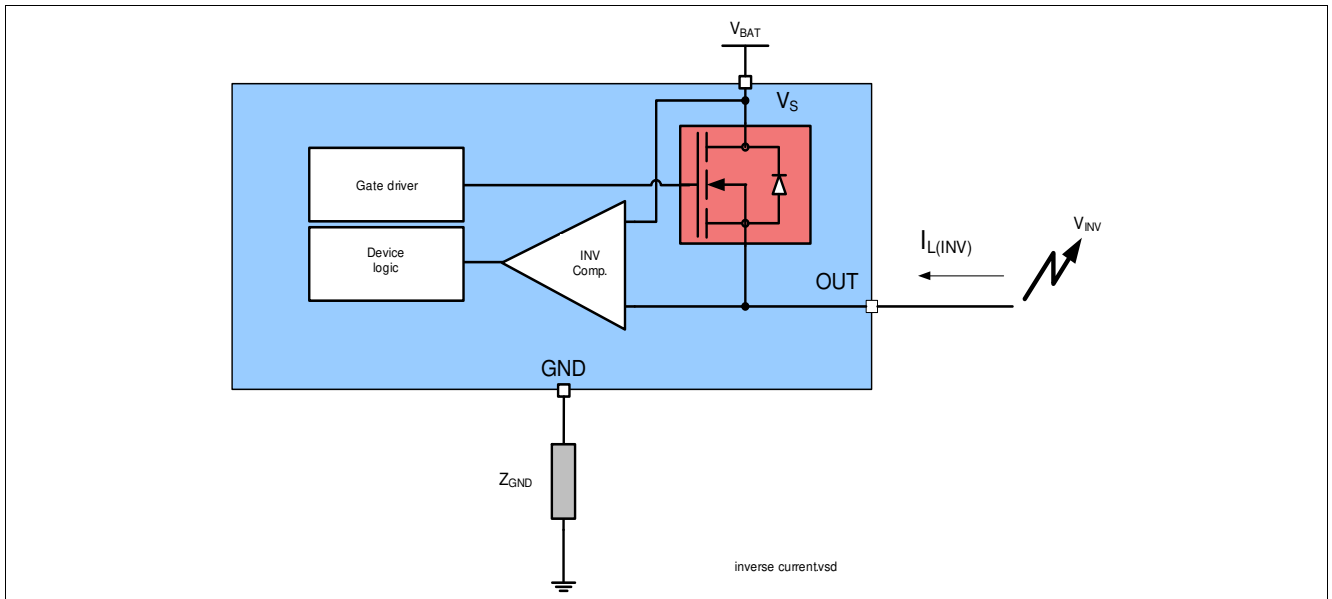 VBAT
VS
Gate driver
Device
logic
INV
Comp.
IL(INV)
VINV
OUT
GND
ZGND
inverse current.vsd